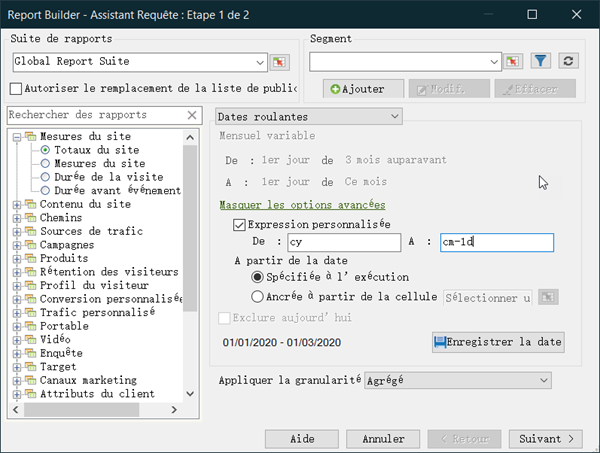 Report Builder - Assistant Requête : Etape 1 de 2
Suite de rapports
Global Report Suite
Autoriser le remplacement de la liste de public
Segment
Ajouter
Modif.
Effacer
Rechercher des rapports
Mesures du site
Totaux du site
Mesures du site
Durée de la visite
Durée avant événement
Contenu du site
Chemins
Sources de trafic
Campagnes
Produits
Rétention des visiteurs
Profil du visiteur
Conversion personnalisée
Trafic personnalisé
Portable
Vidéo
Enquête
Target
Canaux marketing
Attributs du client
Dates roulantes
Mensuel variable
De : 1er jour de 3 mois auparavant
A : 1er jour de Ce mois
Masquer les options avancées
Expression personnalisée
De : cy A : cm-1d
A partir de la date
Spécifiée à l' exécution
Ancrée à partir de la cellule Sélectionner u
Exclure aujourd' hui
01/01/2020 - 01/03/2020 Enregistrer la date
Appliquer la granularité Agrégé
Aide Annuler < Retour Suivant >